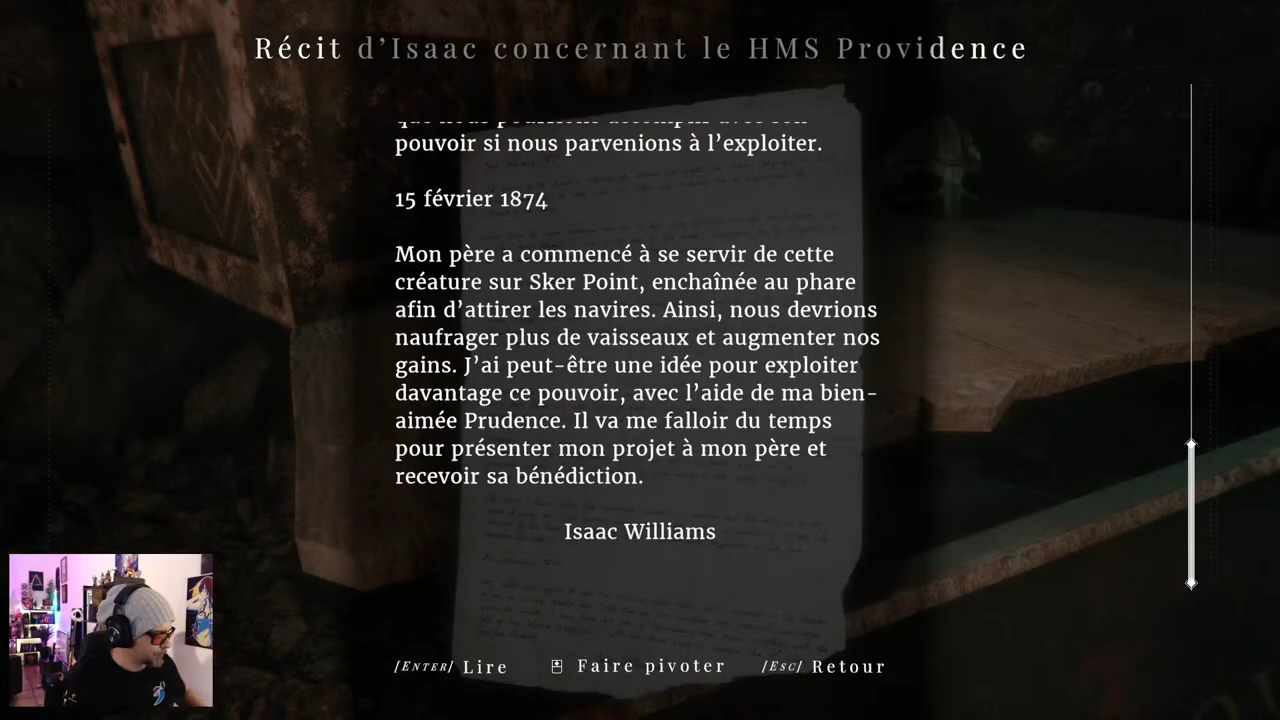 Récit d’Isaac concernant le HMS Providence
pouvoir si nous parvenions à l’exploiter.
15 février 1874
Mon père a commencé à se servir de cette
créature sur Sker Point, enchaînée au phare
afin d’attirer les navires. Ainsi, nous devrions
naufrager plus de vaisseaux et augmenter nos
gains. J’ai peut-être une idée pour exploiter
davantage ce pouvoir, avec l’aide de ma bien-
aimée Prudence. Il va me falloir du temps
pour présenter mon projet à mon père et
recevoir sa bénédiction.
Isaac Williams
[ENTER] Lire Faire pivoter [ESC] Retour